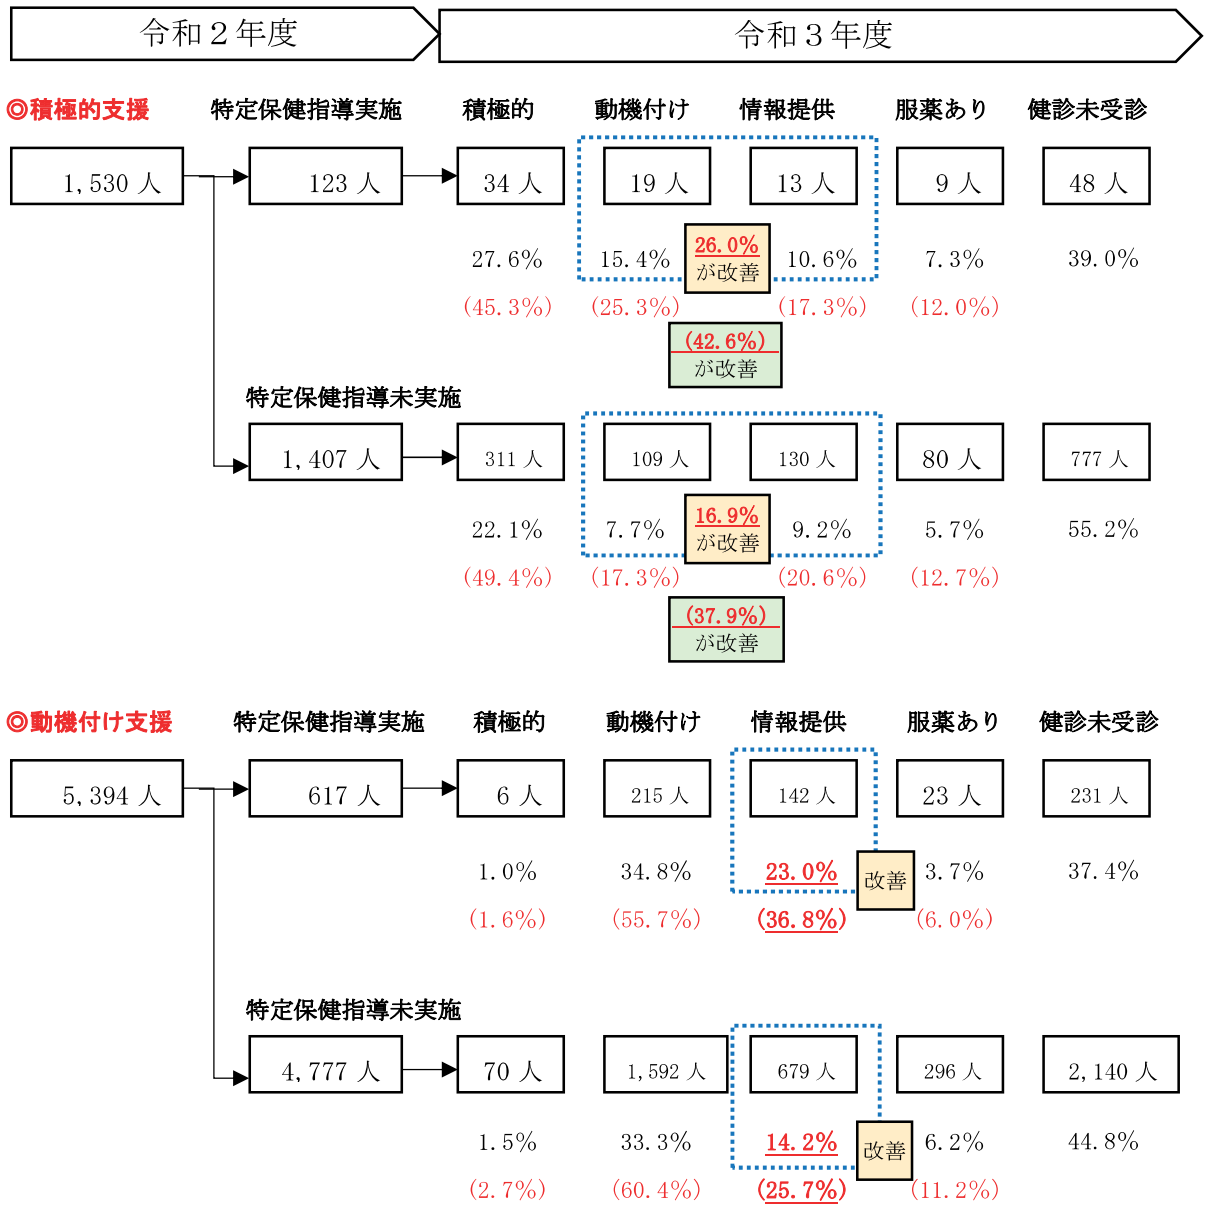 令和２年度 令和３年度
◎積極的支援 特定保健指導実施 積極的 動機付け 情報提供 服薬あり 健診未受診
1,530 人 123 人 34 人 19 人 13 人 9 人 48 人
26.0%
が改善
27.6% 15.4% 10.6% 7.3% 39.0%
(45.3%) (25.3%) (17.3%) (12.0%)
(42.6%)
が改善
特定保健指導未実施
1,407 人 311 人 109 人 130 人 80 人 777 人
16.9%
が改善
22.1% 7.7% 9.2% 5.7% 55.2%
(49.4%) (17.3%) (20.6%) (12.7%)
(37.9%)
が改善
◎動機付け支援 特定保健指導実施 積極的 動機付け 情報提供 服薬あり 健診未受診
5,394 人 617 人 6 人 215 人 142 人 23 人 231 人
1.0% 34.8% 23.0% 改善 3.7% 37.4%
(1.6%) (55.7%) (36.8%) (6.0%)
特定保健指導未実施
4,777 人 70 人 1,592 人 679 人 296 人 2,140 人
1.5% 33.3% 14.2% 改善 6.2% 44.8%
(2.7%) (60.4%) (25.7%) (11.2%)